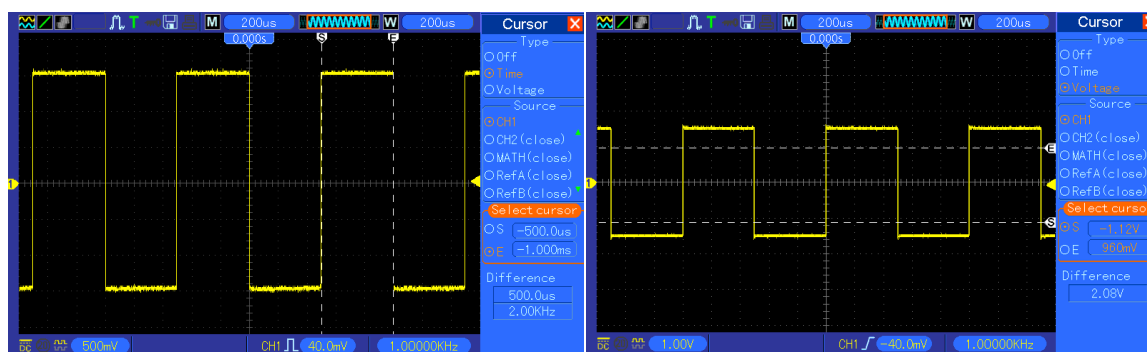 M 200us W 200us Cursor
0.000s S E
Type
Off
Time
Voltage
Source
CH1
CH2(close)
MATH(close)
RefA(close)
RefB(close)
Select cursor
S -500.0us
E -1.000ms
Difference
500.0us
2.00KHz
1
DC 500mV CH1 40.0mV 1.00000KHz
M 200us W 200us Cursor
0.000s
Type
Off
Time
Voltage
Source
CH1
CH2(close)
MATH(close)
RefA(close)
RefB(close)
Select curso
S -1.12V
E 960mV
Difference
2.08V
E
1
S
DC 1.00V CH1 -40.0mV 1.00000KHz